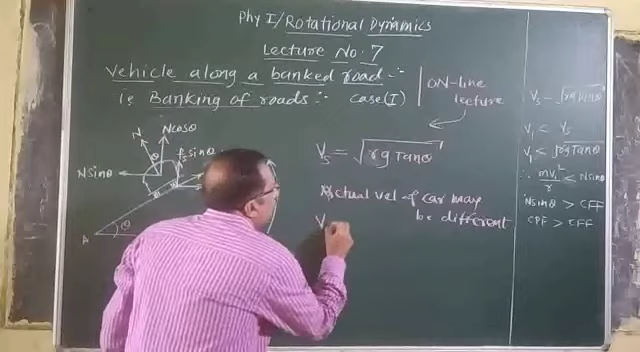 Phy I/Rotational Dynamics
Lecture No. 7
Vehicle along a banked road :-
ie Banking of roads :- case(I)
ON-line
lecture
N
Ncosθ
Nsinθ
fs sinθ
θ
A
θ
Vs = √rg Tanθ
Actual vel of car may
be different
V
Vs = √rg Tanθ
V1 < Vs
V1 < √rg Tanθ
∴ mV1²/r < Nsinθ
Nsinθ > CFF
CPF > CFF